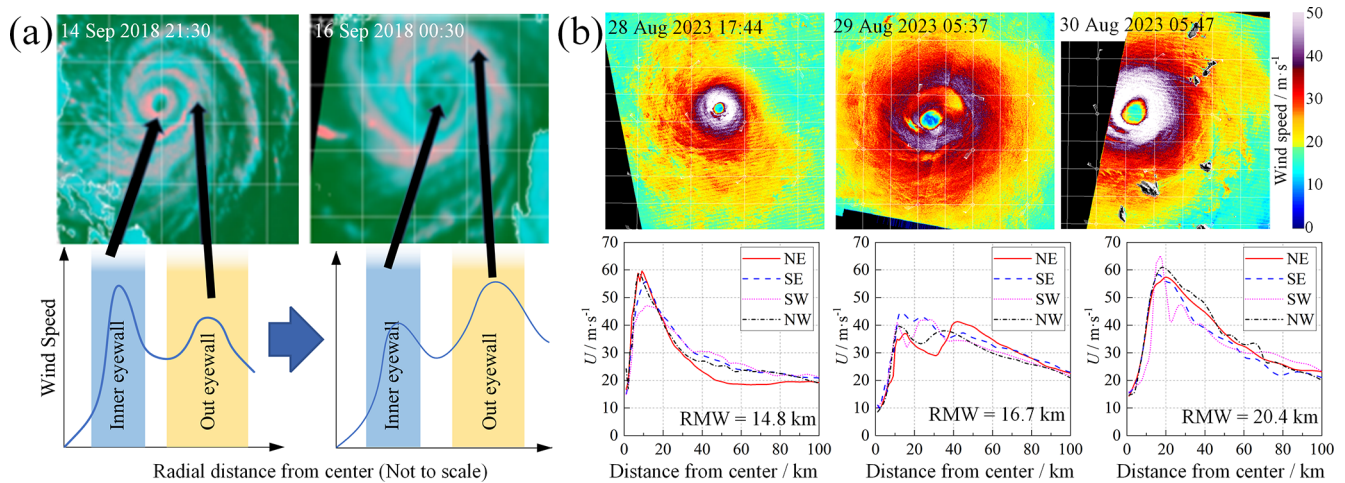 (a)
14 Sep 2018 21:30
16 Sep 2018 00:30
Wind Speed
Inner eyewall
Out eyewall
Inner eyewall
Out eyewall
Radial distance from center (Not to scale)
(b)
28 Aug 2023 17:44
29 Aug 2023 05:37
30 Aug 2023 05:47
50
40
30
20
10
0
Wind speed / m·s⁻¹
70
60
50
40
30
20
10
0
U / m·s⁻¹
NE
SE
SW
NW
RMW = 14.8 km
0 20 40 60 80 100
Distance from center / km
70
60
50
40
30
20
10
0
U / m·s⁻¹
NE
SE
SW
NW
RMW = 16.7 km
0 20 40 60 80 100
Distance from center / km
70
60
50
40
30
20
10
0
U / m·s⁻¹
NE
SE
SW
NW
RMW = 20.4 km
0 20 40 60 80 100
Distance from center / km